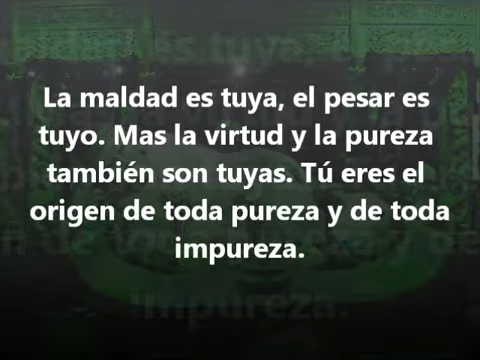 La maldad es tuya, el pesar es
tuyo. Mas la virtud y la pureza
también son tuyas. Tú eres el
origen de toda pureza y de toda
impureza.
impureza.